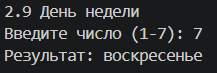 2.9 День недели
Введите число (1-7): 7
Результат: воскресенье